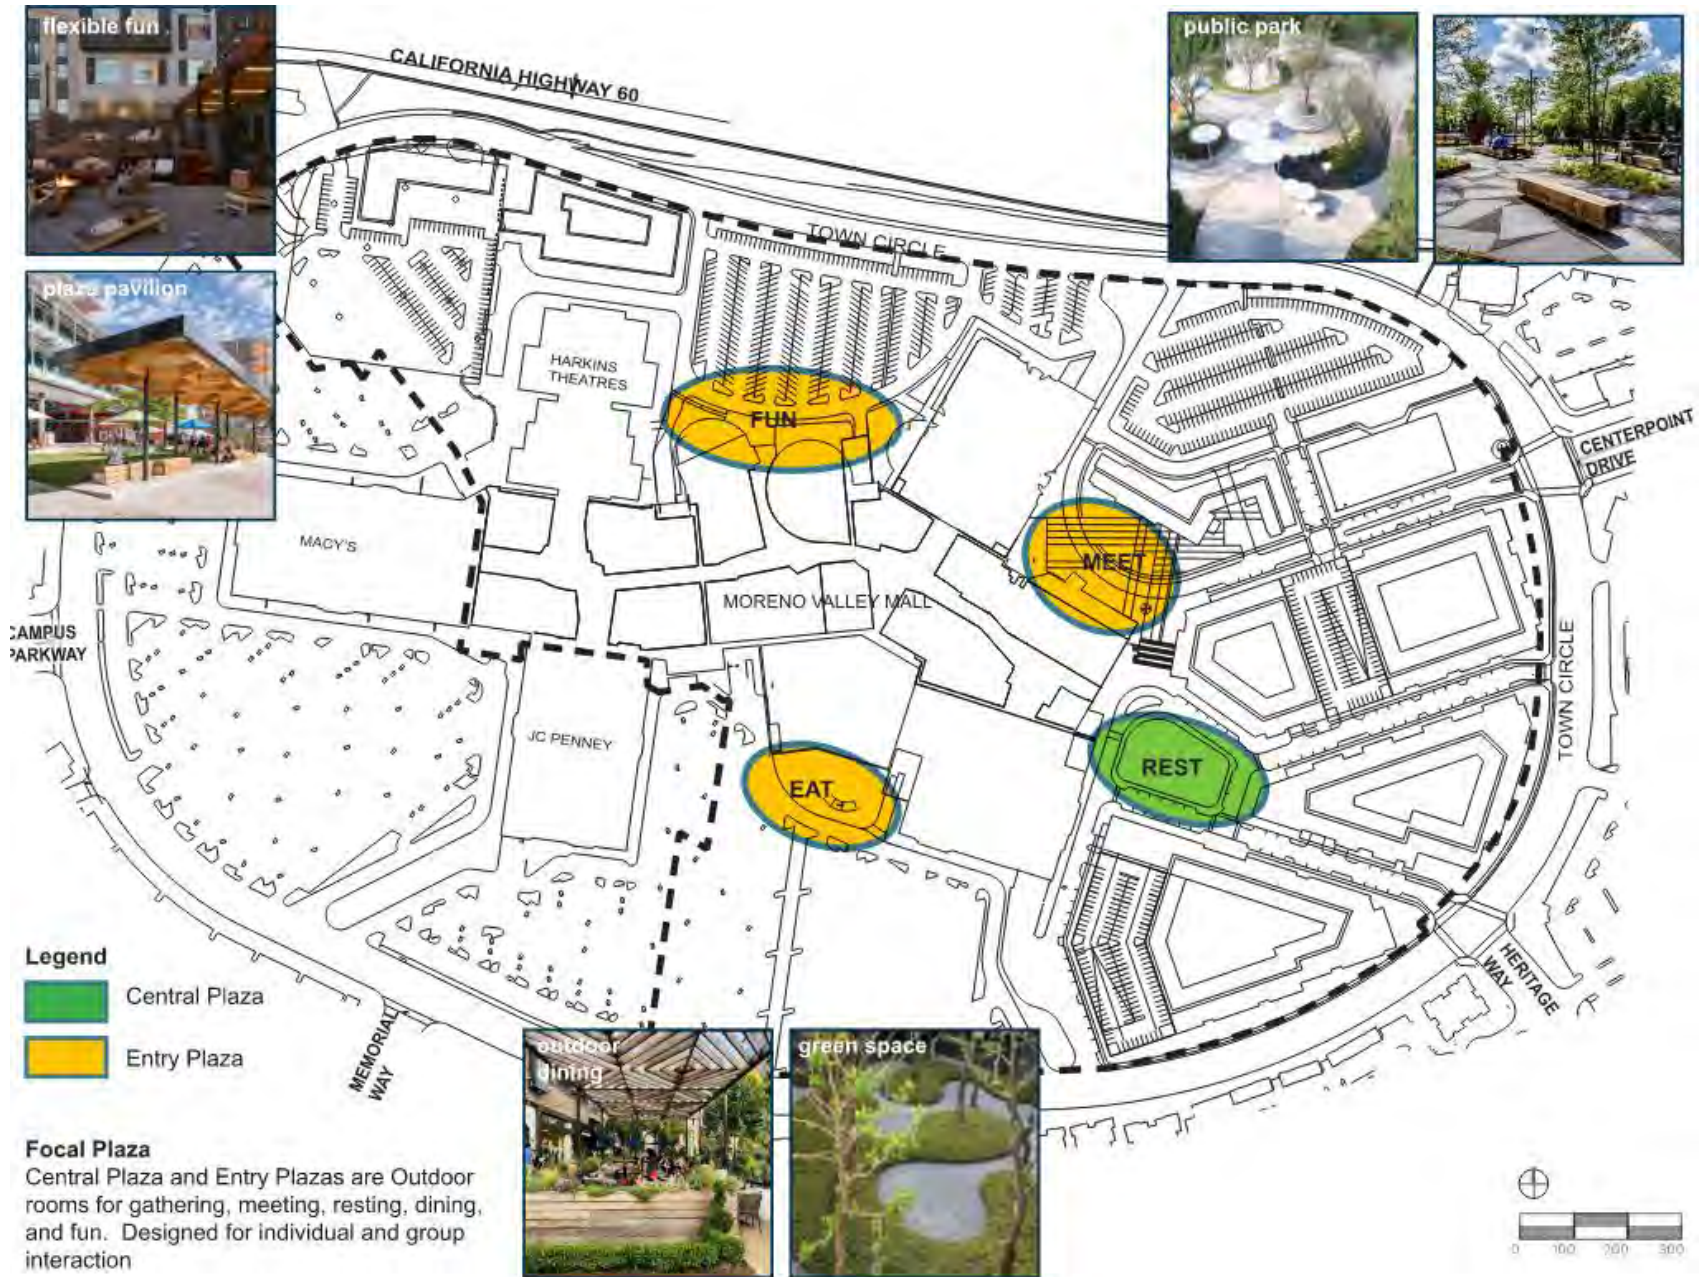 flexible fun
public park
CALIFORNIA HIGHWAY 60
TOWN CIRCLE
plaza pavilion
HARKINS
THEATRES
FUN
CENTERPOINT
DRIVE
MACY'S
MEET
MORENO VALLEY MALL
CAMPUS
PARKWAY
TOWN CIRCLE
JC PENNEY
REST
EAT
Legend
Central Plaza
Entry Plaza
HERITAGE
WAY
MEMORIAL
WAY
outdoor
dining
green space
Focal Plaza
Central Plaza and Entry Plazas are Outdoor
rooms for gathering, meeting, resting, dining,
and fun. Designed for individual and group
interaction
0 100 200 300